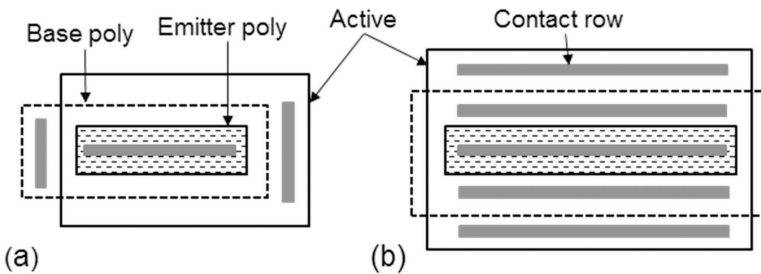 Base poly
Emitter poly
Active
Contact row
(a)
(b)